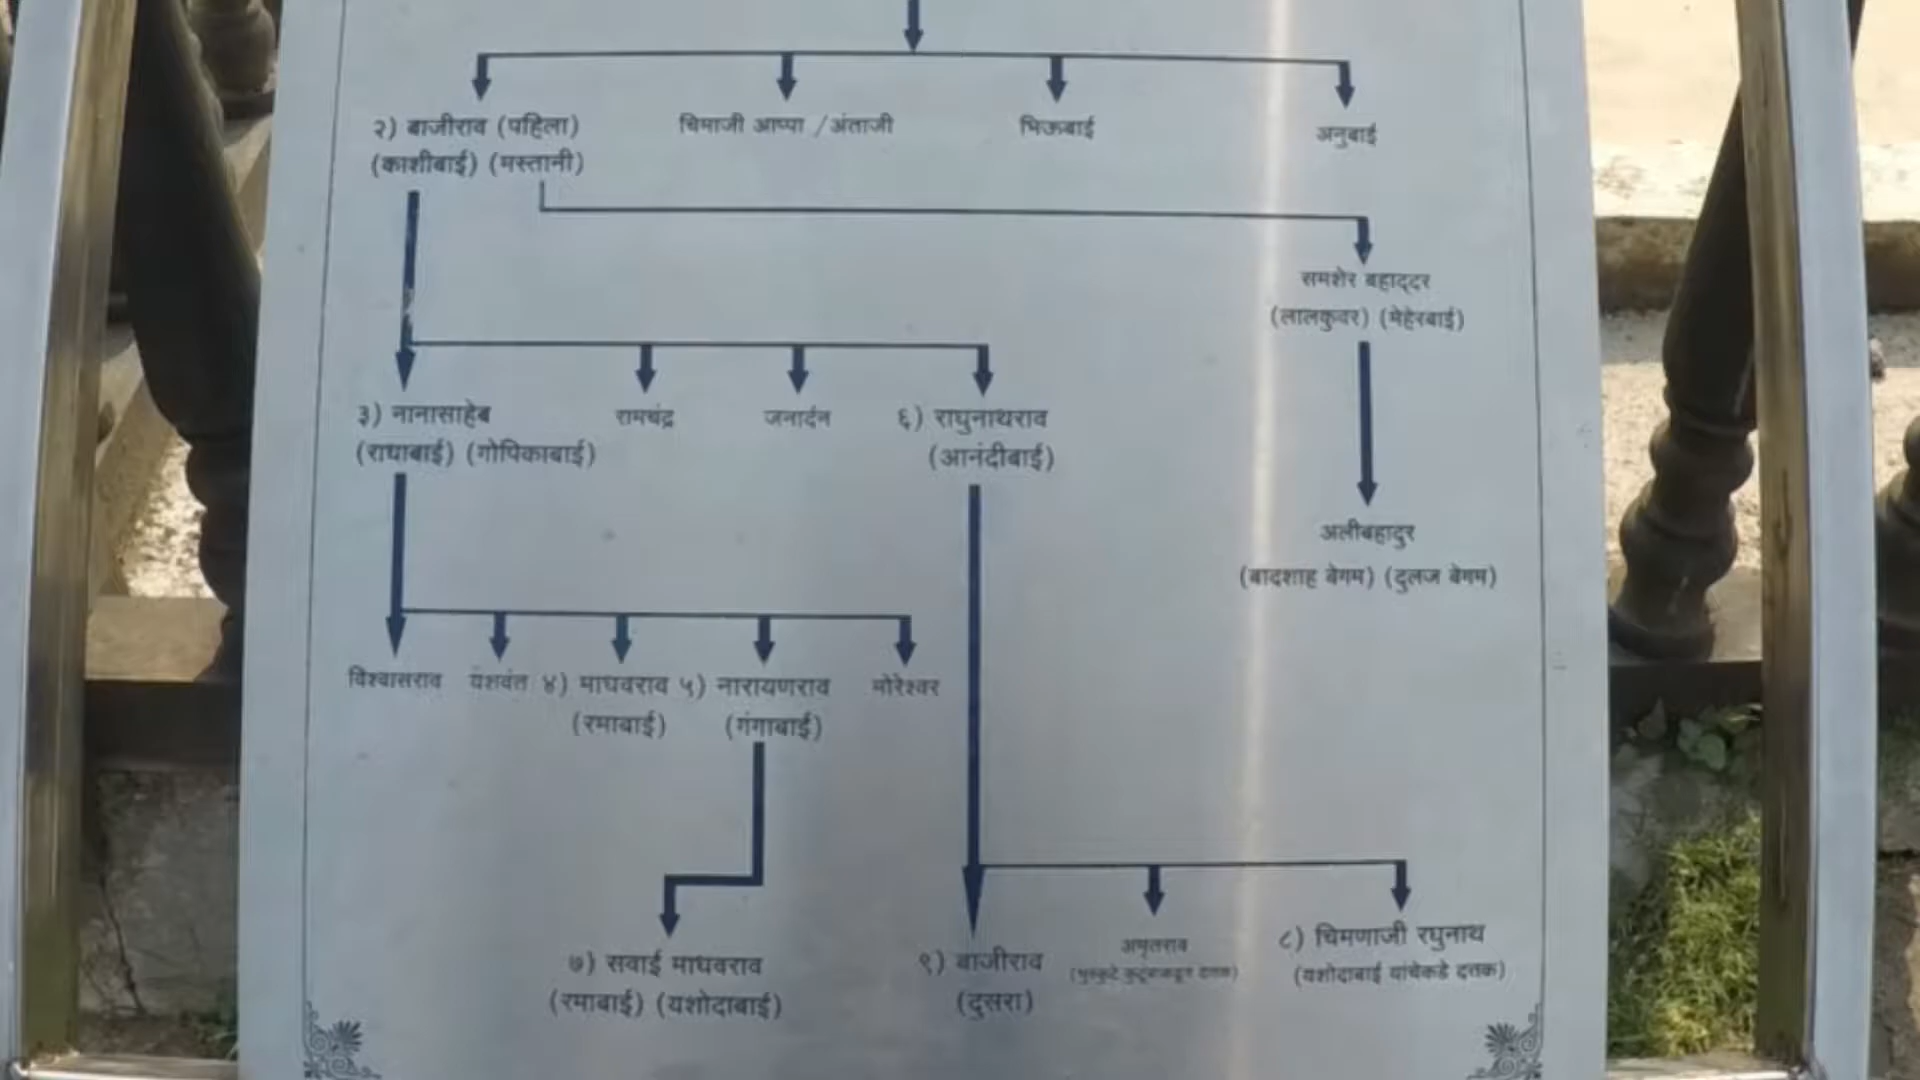 २) बाजीराव (पहिला)
चिमाजी आप्पा / अंताजी
भिऊबाई
अनुबाई
(काशीबाई) (मस्तानी)
समशेर बहाद्दर
(लालकुवर) (मेहेरबाई)
३) नानासाहेब
रामचंद्र
जनार्दन
६) राघुनाथराव
(राधाबाई) (गोपिकाबाई)
(आनंदीबाई)
अलीबहादुर
(बादशाह बेगम) (दुलज बेगम)
विश्वासराव
यशवंत
४) माधवराव
५) नारायणराव
मोरेश्वर
(रमाबाई)
(गंगाबाई)
७) सवाई माधवराव
(रमाबाई) (यशोदाबाई)
९) बाजीराव
(दुसरा)
अमृतराव
दत्तक)
८) चिमणाजी रघुनाथ
(यशोदाबाई यांचेकडे दत्तक)